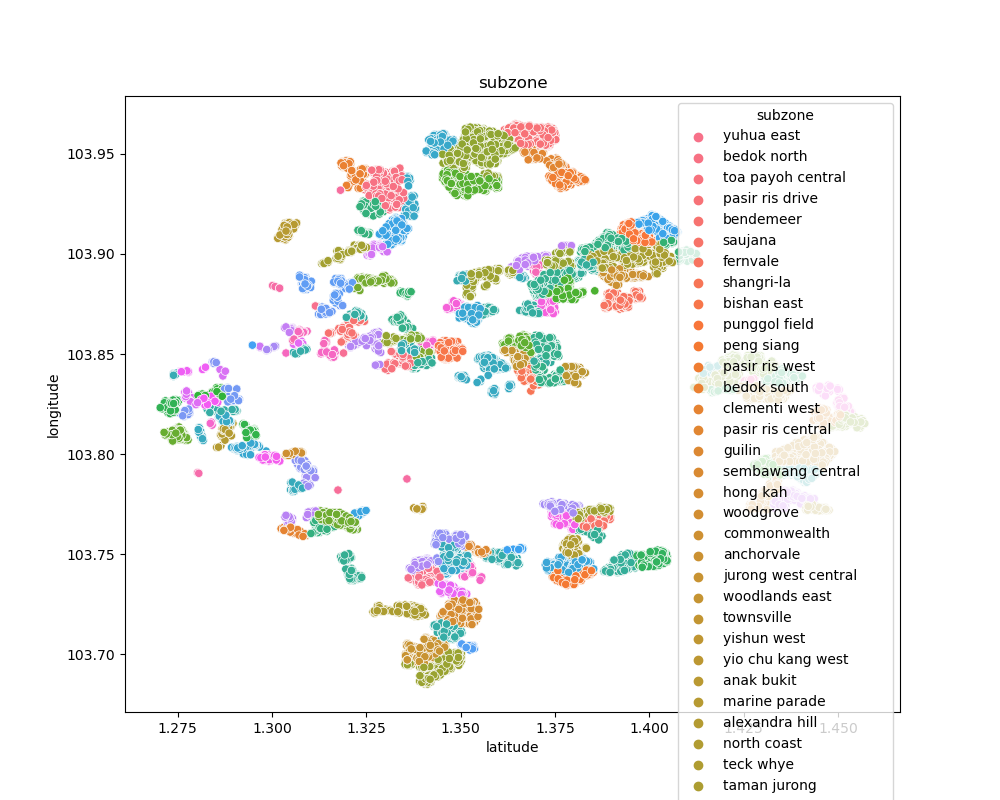 subzone
103.95
103.90
103.85
103.80
103.75
103.70
longitude
1.275
1.300
1.325
1.350
1.375
1.400
1.425
1.450
latitude
subzone
yuhua east
bedok north
toa payoh central
pasir ris drive
bendemeer
saujana
fernvale
shangri-la
bishan east
punggol field
peng siang
pasir ris west
bedok south
clementi west
pasir ris central
guilin
sembawang central
hong kah
woodgrove
commonwealth
anchorvale
jurong west central
woodlands east
townsville
yishun west
yio chu kang west
anak bukit
marine parade
alexandra hill
north coast
teck whye
taman jurong